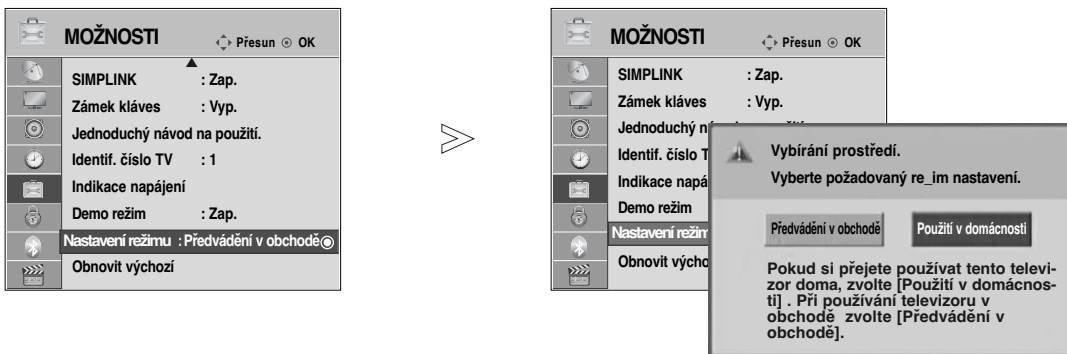 MOŽNOSTI
Přesun OK
SIMPLINK : Zap.
Zámek kláves : Vyp.
Jednoduchý návod na použití.
Identif. číslo TV : 1
Indikace napájení
Demo režim : Zap.
Nastavení režimu : Předvádění v obchodě
Obnovit výchozí
MOŽNOSTI
Přesun OK
SIMPLINK : Zap.
Zámek kláves : Vyp.
Jednoduchý
Identif. číslo T
Indikace napá
Demo režim
Nastavení režim
Obnovit výcho
Vybírání prostředí.
Vyberte požadovaný re_im nastavení.
Předvádění v obchodě
Použití v domácnosti
Pokud si přejete používat tento televi-
zor doma, zvolte [Použití v domácnos-
ti] . Při používání televizoru v
obchodě zvolte [Předvádění v
obchodě].